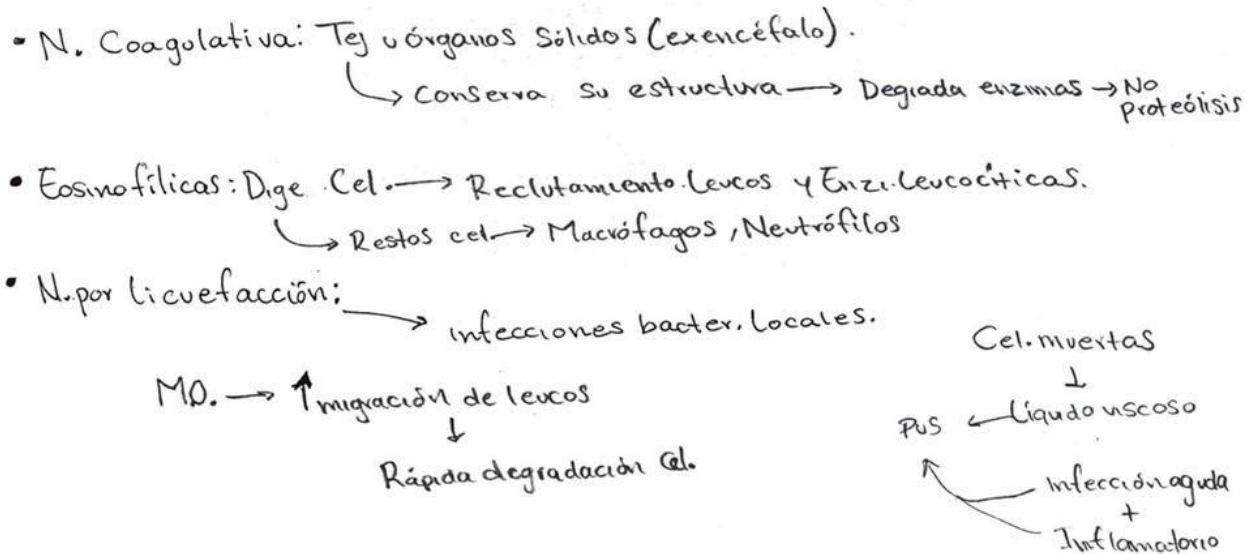 • N. Coagulativa: Tej u órganos Sólidos (exencéfalo).
→ Conserva su estructura → Degrada enzimas → No proteólisis
• Eosinofílicas: Dige. Cel. → Reclutamiento. Leucos y Enzi. Leucocíticas.
→ Restos cel → Macrófagos, Neutrófilos
• N. por licuefacción:
→ infecciones bacter. Locales.
MO. → ↑ migración de leucos
↓
Rápida degradación Cel.
Cel. muertas
↓
Pus ← Líquido viscoso
Infección aguda
+
Inflamatorio